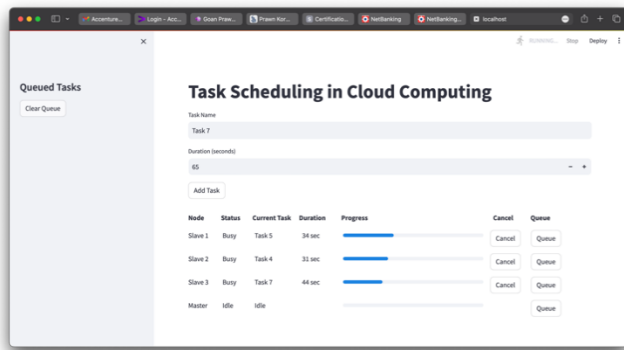 Accenture...
Login - Acc...
Goan Praw...
Prawn Kor...
Certificatio...
NetBanking
NetBanking...
localhost
RUNNING... Stop Deploy
Queued Tasks
Clear Queue
Task Scheduling in Cloud Computing
Task Name
Task 7
Duration (seconds)
65
Add Task
Node Status Current Task Duration Progress Cancel Queue
Slave 1 Busy Task 5 34 sec Cancel Queue
Slave 2 Busy Task 4 31 sec Cancel Queue
Slave 3 Busy Task 7 44 sec Cancel Queue
Master Idle Idle Queue